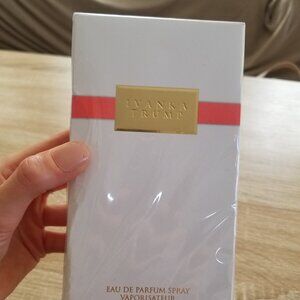 IVANKA
TRUMP
EAU DE PARFUM SPRAY
VAPORISATEUR